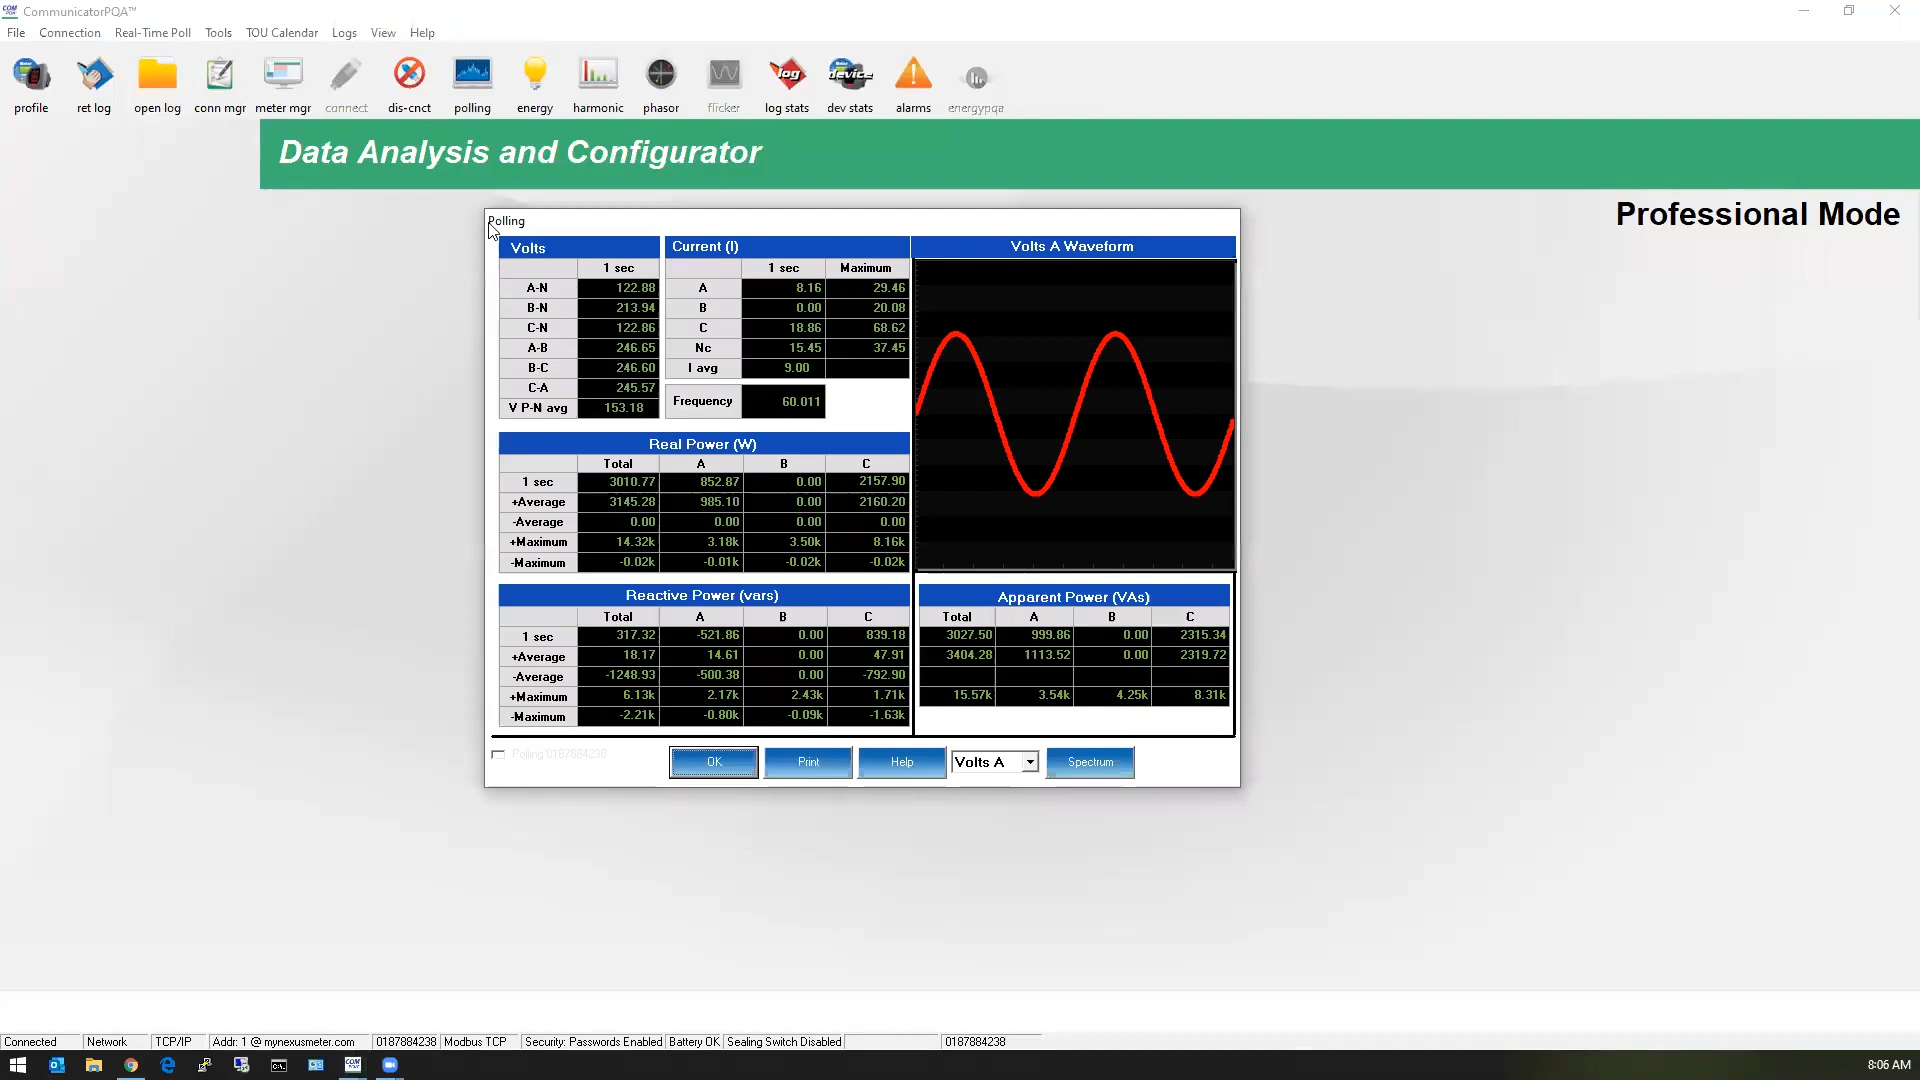 CommunicatorPQA™
File Connection Real-Time Poll Tools TOU Calendar Logs View Help
log device
profile ret log open log conn mgr meter mgr connect dis-cnct polling energy harmonic phasor flicker log stats dev stats alarms energypqa
Data Analysis and Configurator
Professional Mode
Polling
Volts Current (I) Volts A Waveform
1 sec 1 sec Maximum
A-N 122.88 A 8.16 29.46
B-N 213.94 B 0.00 20.08
C-N 122.86 C 18.86 68.62
A-B 246.65 Nc 15.45 37.45
B-C 246.60 I avg 9.00
C-A 245.57
V P-N avg 153.18 Frequency 60.011
Real Power (W)
Total A B C
1 sec 3010.77 852.87 0.00 2157.90
+Average 3145.28 985.10 0.00 2160.20
-Average 0.00 0.00 0.00 0.00
+Maximum 14.32k 3.18k 3.50k 8.16k
-Maximum -0.02k -0.01k -0.02k -0.02k
Reactive Power (vars) Apparent Power (VAs)
Total A B C Total A B C
1 sec 317.32 -521.86 0.00 839.18 3027.50 999.86 0.00 2315.34
+Average 18.17 14.61 0.00 47.91 3404.28 1113.52 0.00 2319.72
-Average -1248.93 -500.38 0.00 -792.90
+Maximum 6.13k 2.17k 2.43k 1.71k 15.57k 3.54k 4.25k 8.31k
-Maximum -2.21k -0.80k -0.09k -1.63k
Polling 0187884238 OK Print Help Volts A Spectrum
Connected Network TCP/IP Addr: 1 @ mynexusmeter.com 0187884238 Modbus TCP Security: Passwords Enabled Battery OK Sealing Switch Disabled 0187884238
8:06 AM